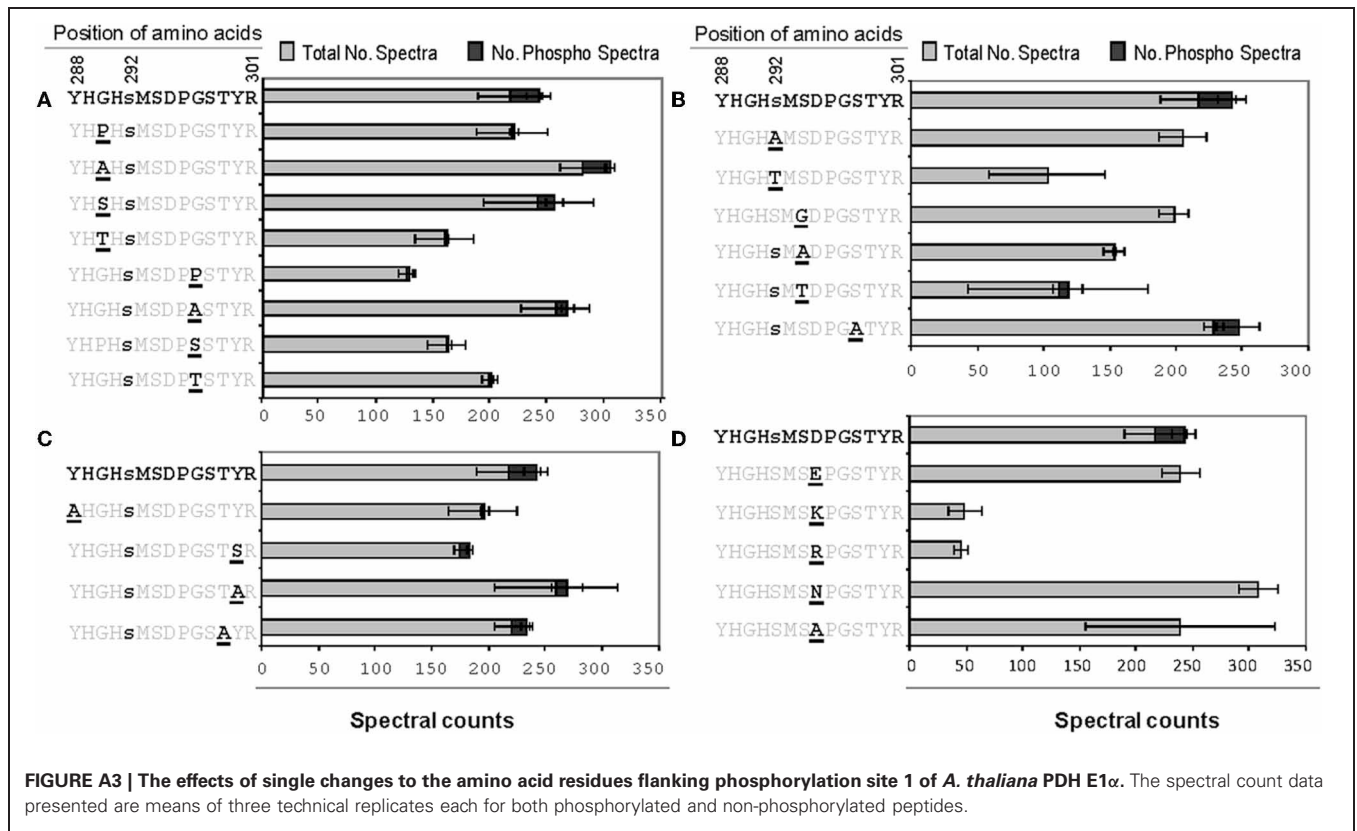 Position of amino acids
288 292 301
Total No. Spectra No. Phospho Spectra
A YHGHsMSDPGSTYR
YHPHsMSDPGSTYR
YHAHsMSDPGSTYR
YHSHsMSDPGSTYR
YHTHsMSDPGSTYR
YHGHsMSDPPSTYR
YHGHsMSDPASTYR
YHPHsMSDPSSTYR
YHGHsMSDPTSTYR
0 50 100 150 200 250 300 350
Position of amino acids
288 292 301
Total No. Spectra No. Phospho Spectra
B YHGHsMSDPGSTYR
YHGHAMSDPGSTYR
YHGHTMSDPGSTYR
YHGHSMGDPGSTYR
YHGHsMADPGSTYR
YHGHsMTDPGSTYR
YHGHsMSDPGATYR
0 50 100 150 200 250 300
C YHGHsMSDPGSTYR
AHGHsMSDPGSTYR
YHGHsMSDPGSTSR
YHGHsMSDPGSTAR
YHGHsMSDPGSAYR
0 50 100 150 200 250 300 350
Spectral counts
D YHGHsMSDPGSTYR
YHGHSMSEPGSTYR
YHGHSMSKPGSTYR
YHGHSMSRPGSTYR
YHGHSMSNPGSTYR
YHGHSMSAPGSTYR
0 50 100 150 200 250 300 350
Spectral counts
FIGURE A3 | The effects of single changes to the amino acid residues flanking phosphorylation site 1 of A. thaliana PDH E1α. The spectral count data
presented are means of three technical replicates each for both phosphorylated and non-phosphorylated peptides.